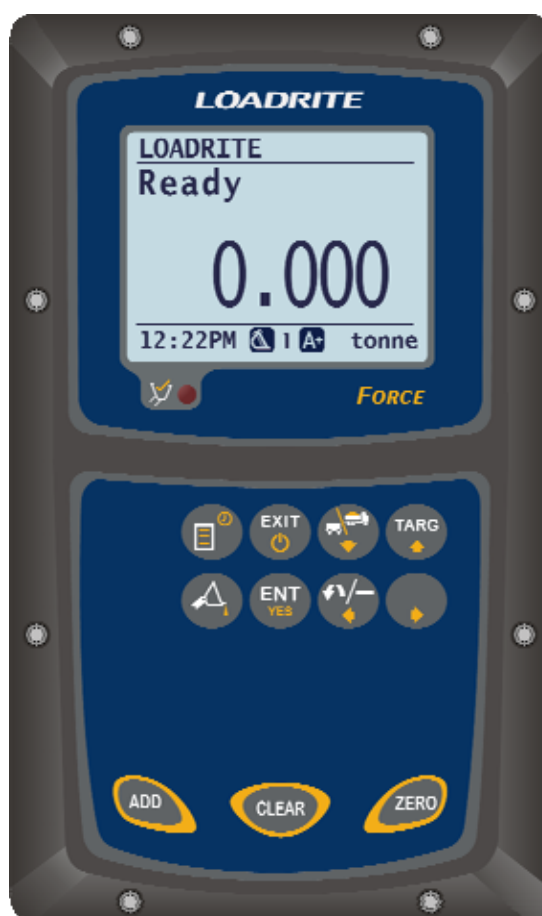 LOADRITE
LOADRITE
Ready
0.000
12:22PM 1 A+ tonne
FORCE
EXIT
TARG
ENT
YES
ADD
CLEAR
ZERO